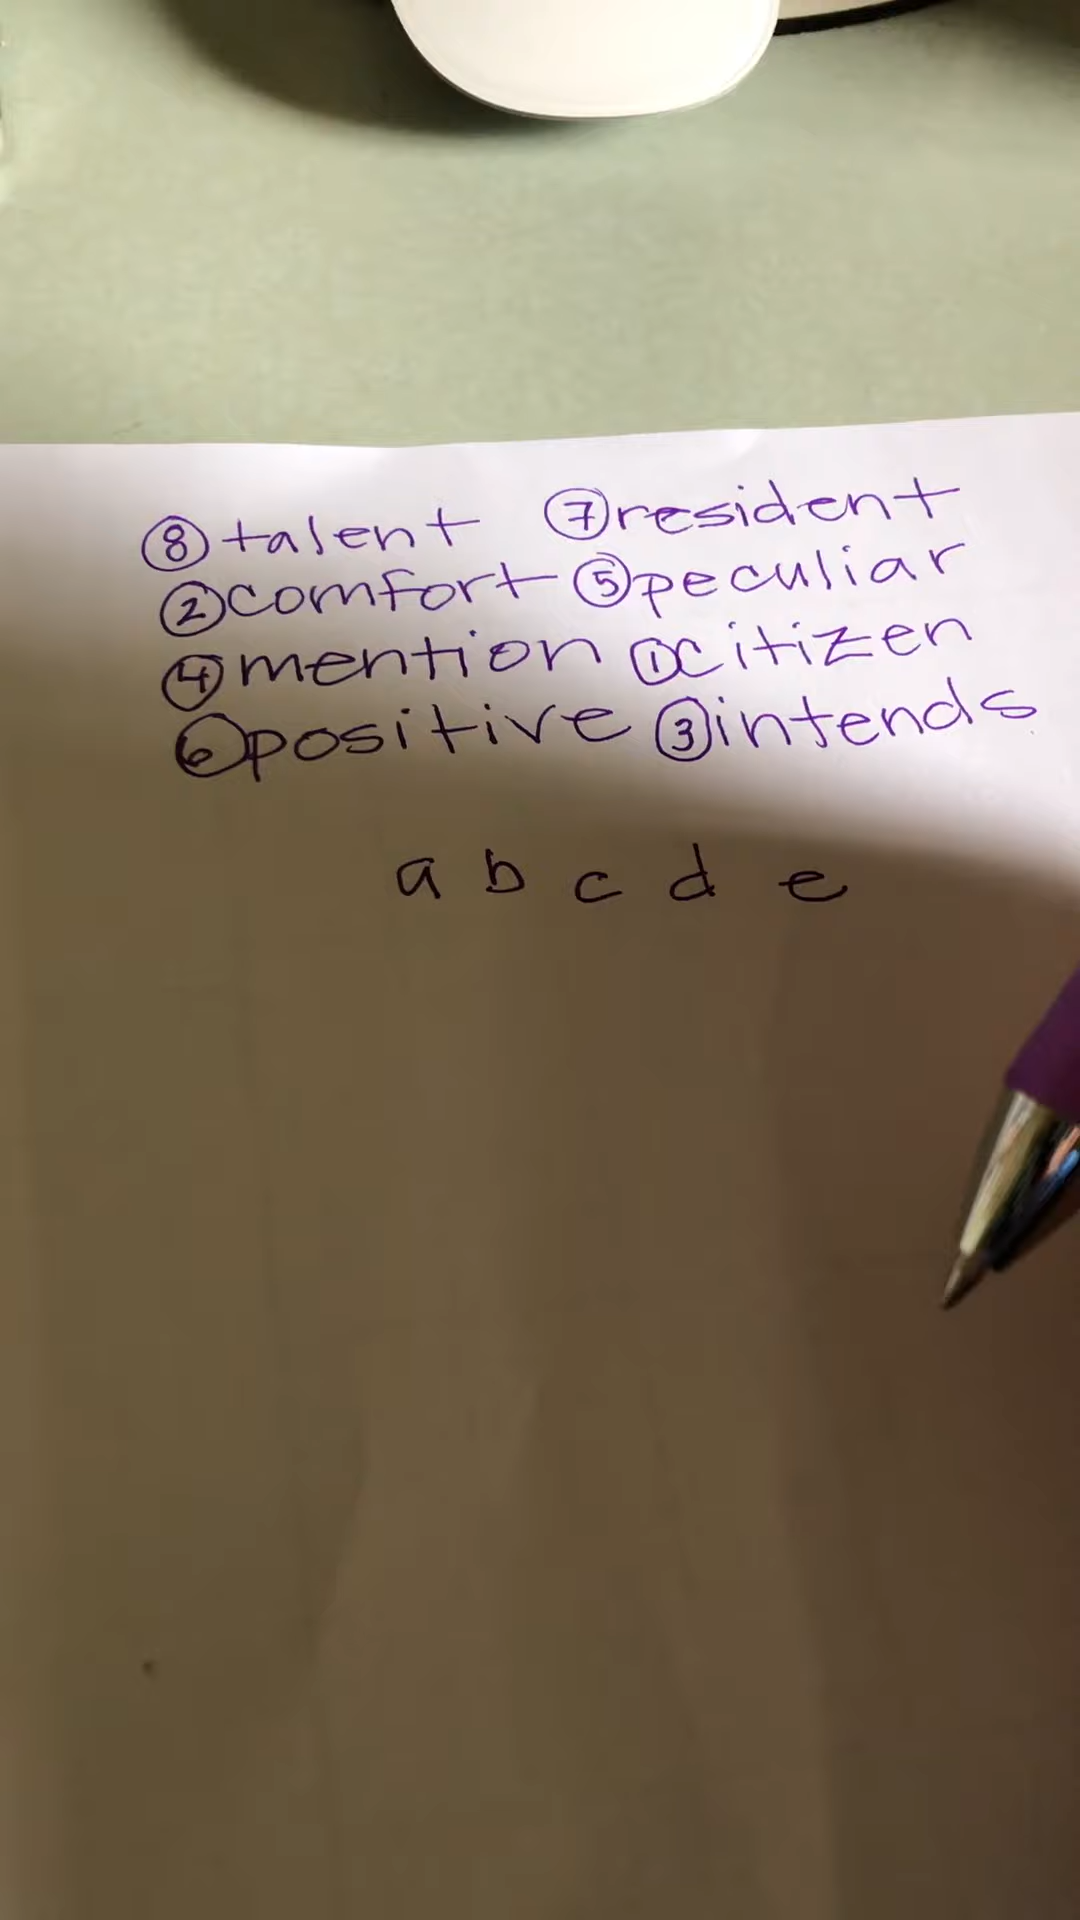 ⑧talent ⑦resident
②comfort ⑤peculiar
④mention ①citizen
⑥positive ③intends
a b c d e